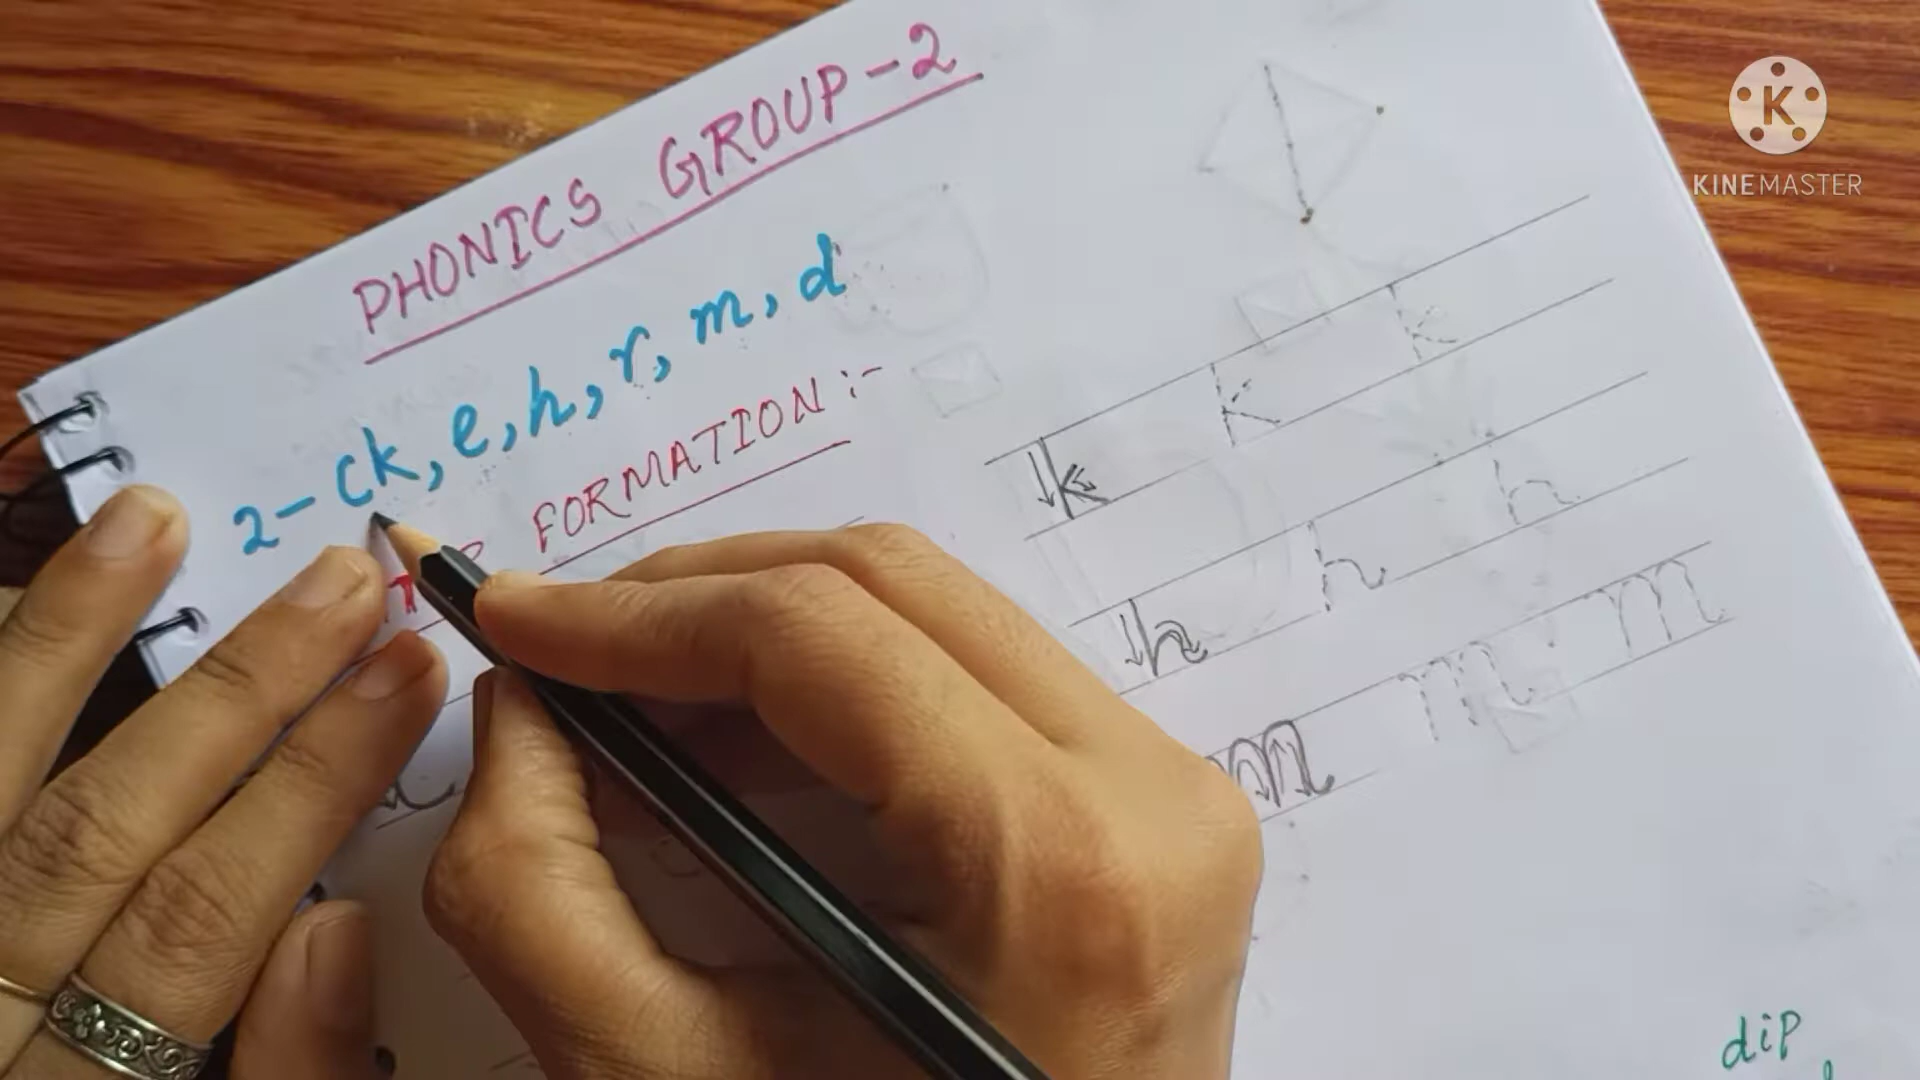 PHONICS GROUP-2
2- ck, e, h, r, m, d
FORMATION:-
k k k
h h h
m m m
dip
KINEMASTER